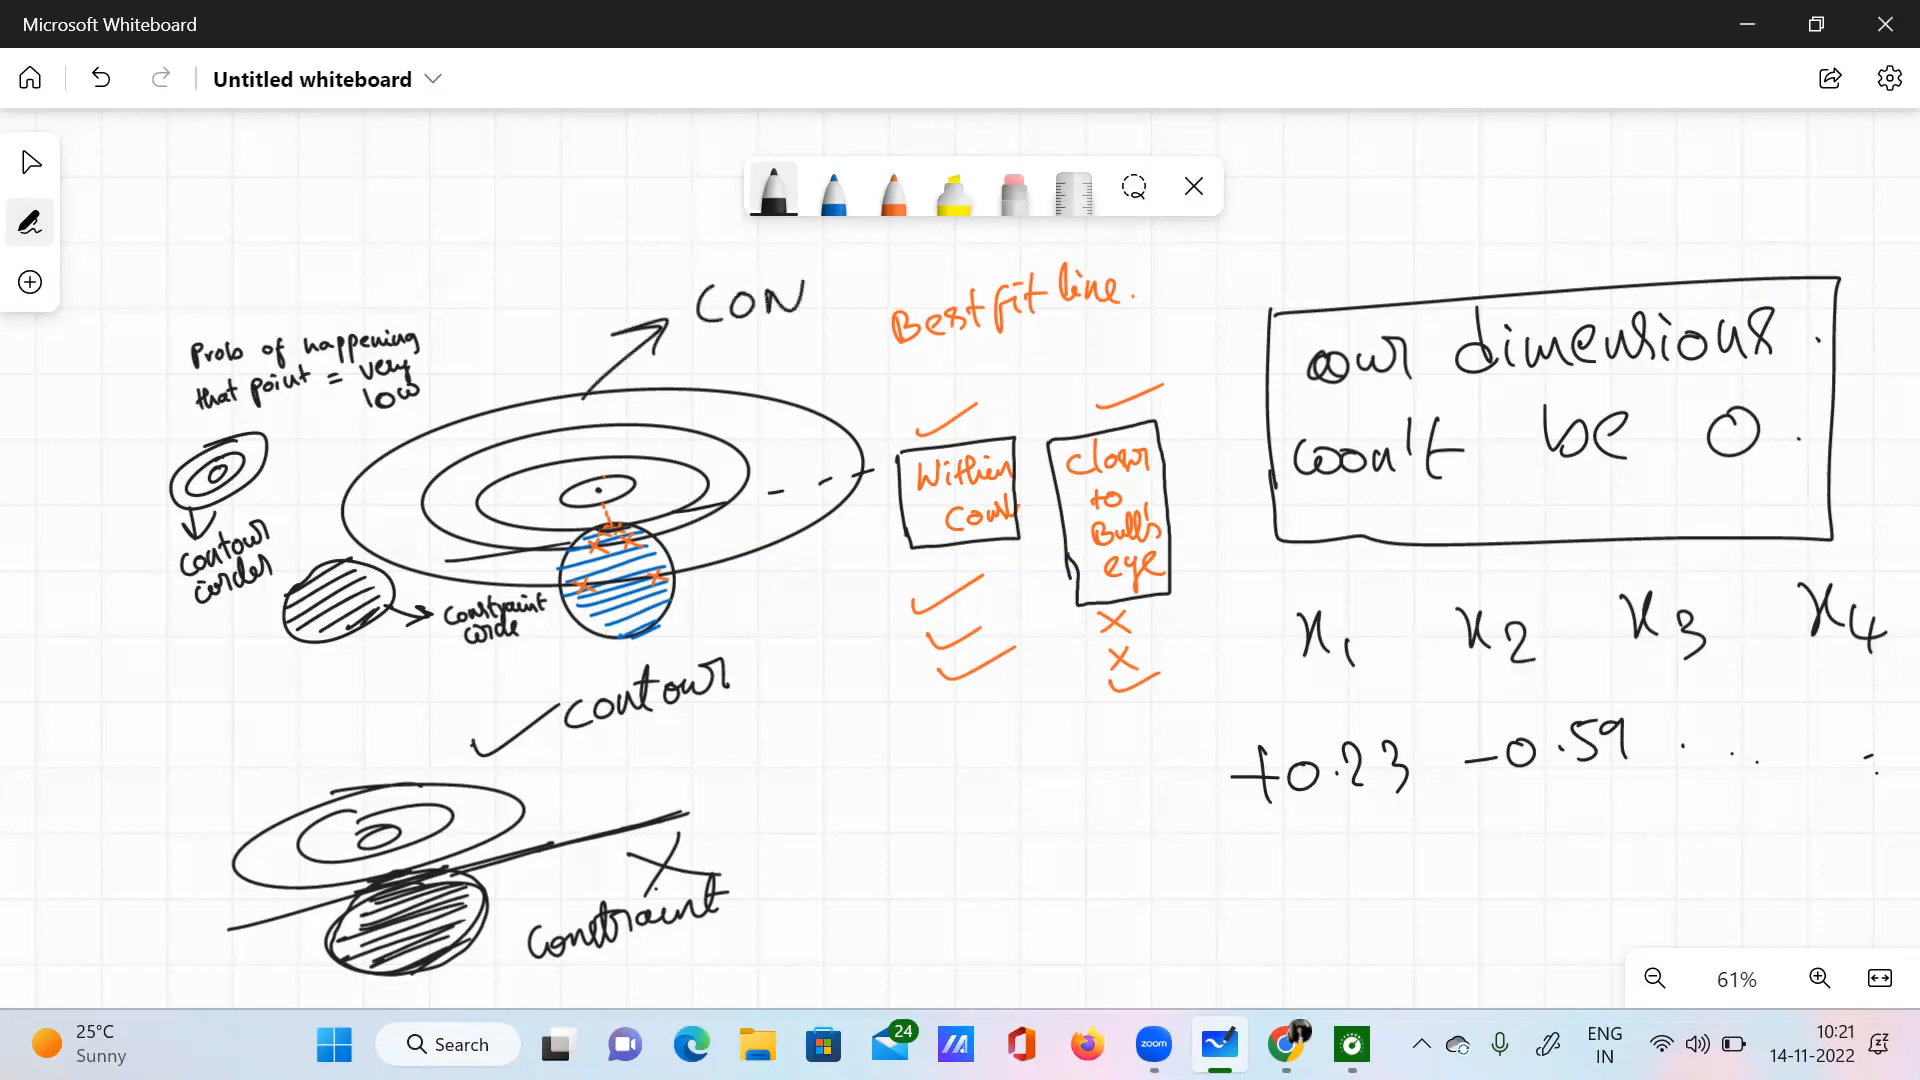 Microsoft Whiteboard
Untitled whiteboard
CON
Best fit line.
Prob of happening
that point = very
low
Contour
circles
Constraint
circle
Within
Closer
to
Bull's
eye
our dimensions.
won't be 0.
x1 x2 x3 x4
+0.23 -0.59 . . . :
contour
Constraint
61%
25°C
Sunny
Search
24
zoom
ENG
IN
10:21
14-11-2022